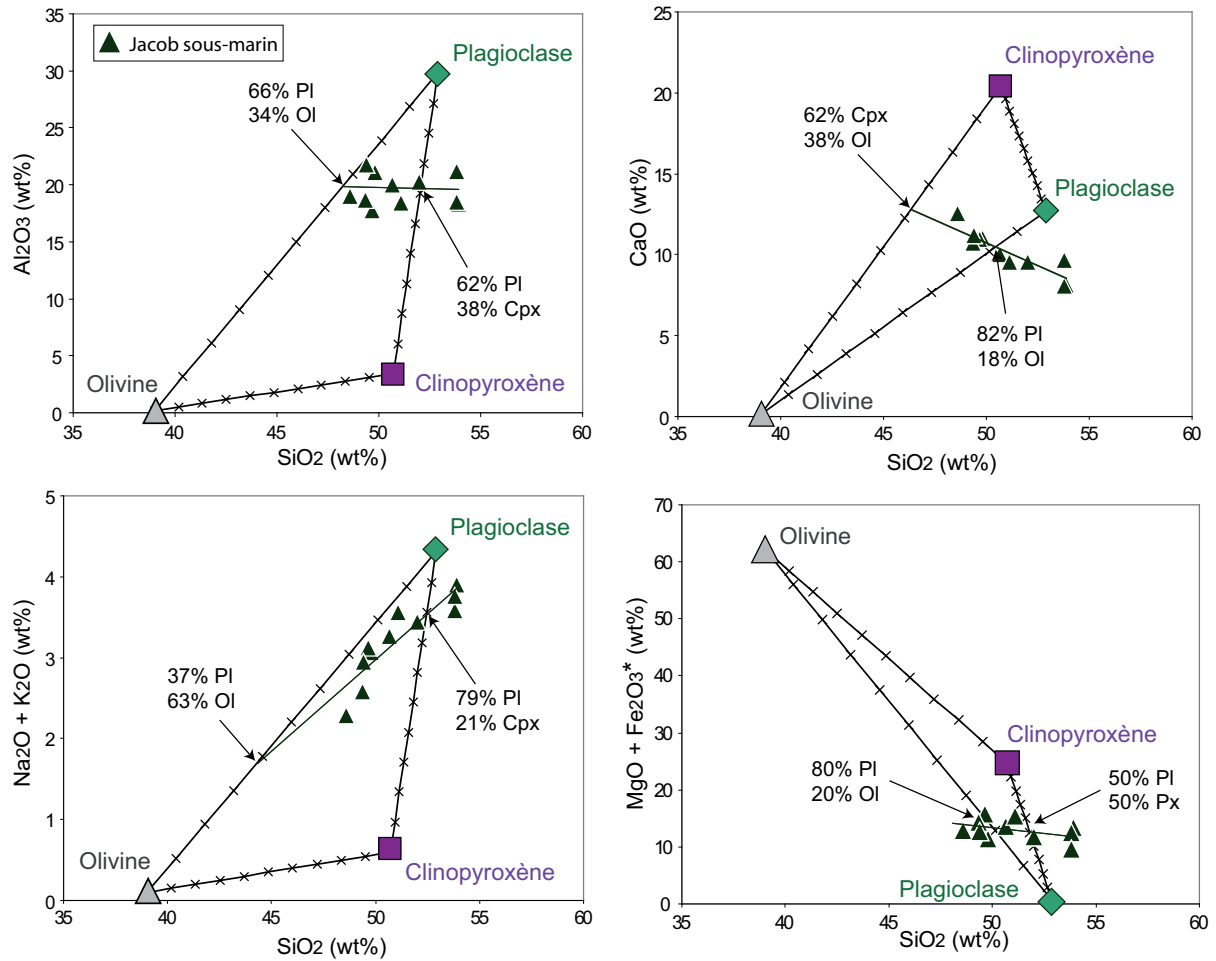 Jacob sous-marin
Plagioclase
66% Pl
34% Ol
62% Pl
38% Cpx
Olivine
Clinopyroxène
Al2O3 (wt%)
35
30
25
20
15
10
5
0
35 40 45 50 55 60
SiO2 (wt%)
Clinopyroxène
62% Cpx
38% Ol
Plagioclase
82% Pl
18% Ol
Olivine
CaO (wt%)
25
20
15
10
5
0
35 40 45 50 55 60
SiO2 (wt%)
Plagioclase
37% Pl
63% Ol
79% Pl
21% Cpx
Olivine
Clinopyroxène
Na2O + K2O (wt%)
5
4
3
2
1
0
35 40 45 50 55 60
SiO2 (wt%)
Olivine
Clinopyroxène
80% Pl
20% Ol
50% Pl
50% Px
Plagioclase
MgO + Fe2O3* (wt%)
70
60
50
40
30
20
10
0
35 40 45 50 55 60
SiO2 (wt%)